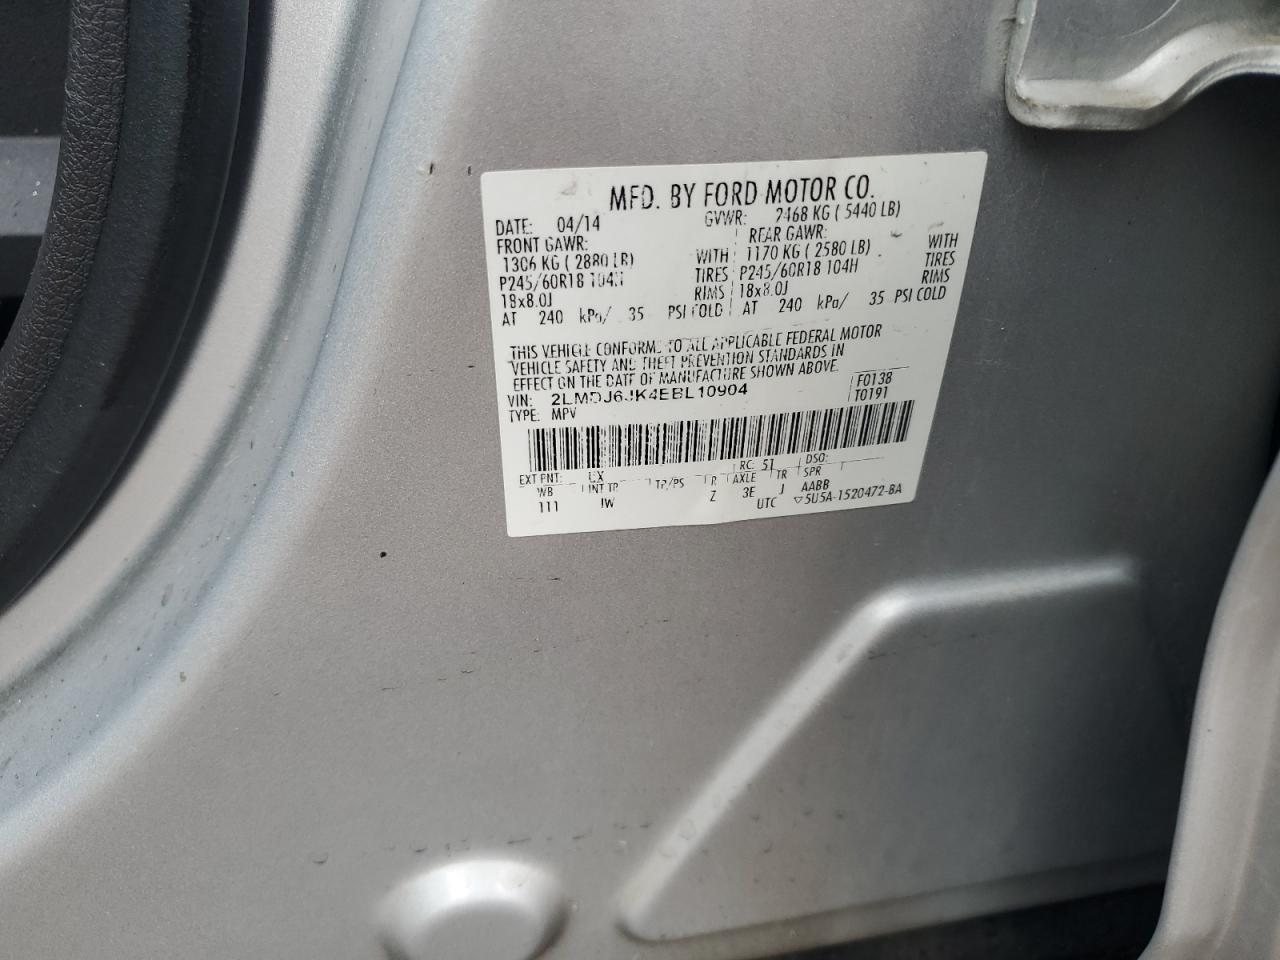 MFD. BY FORD MOTOR CO.
DATE: 04/14 GVWR: 2468 KG ( 5440 LB)
FRONT GAWR: REAR GAWR:
1306 KG ( 2880 LB) WITH 1170 KG ( 2580 LB) WITH
P245/60R18 104H TIRES P245/60R18 104H TIRES
18x8.0J RIMS 18x8.0J RIMS
AT 240 kPa/ 35 PSI COLD AT 240 kPa/ 35 PSI COLD
THIS VEHICLE CONFORMS TO ALL APPLICABLE FEDERAL MOTOR
VEHICLE SAFETY AND THEFT PREVENTION STANDARDS IN
EFFECT ON THE DATE OF MANUFACTURE SHOWN ABOVE.
VIN: 2LMDJ6JK4EBL10904 F0138
TYPE: MPV T0191
EXT PNT: UX RC: 51 DSO:
WB INT TR TP/PS R AXLE TR SPR
111 IW Z 3E J AABB
UTC ▽5U5A-1520472-BA